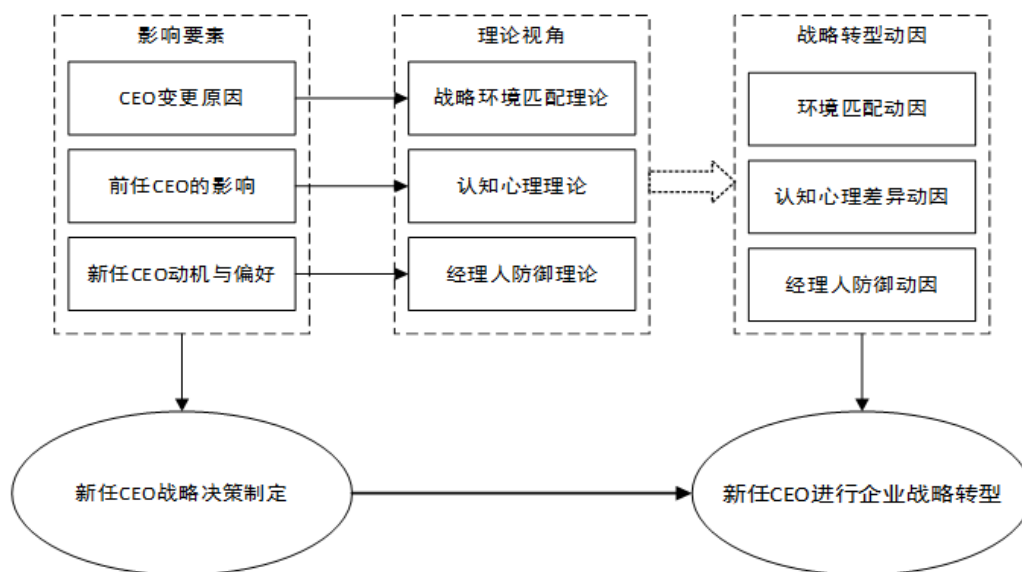 影响要素
CEO变更原因
前任CEO的影响
新任CEO动机与偏好
理论视角
战略环境匹配理论
认知心理理论
经理人防御理论
战略转型动因
环境匹配动因
认知心理差异动因
经理人防御动因
新任CEO战略决策制定
新任CEO进行企业战略转型